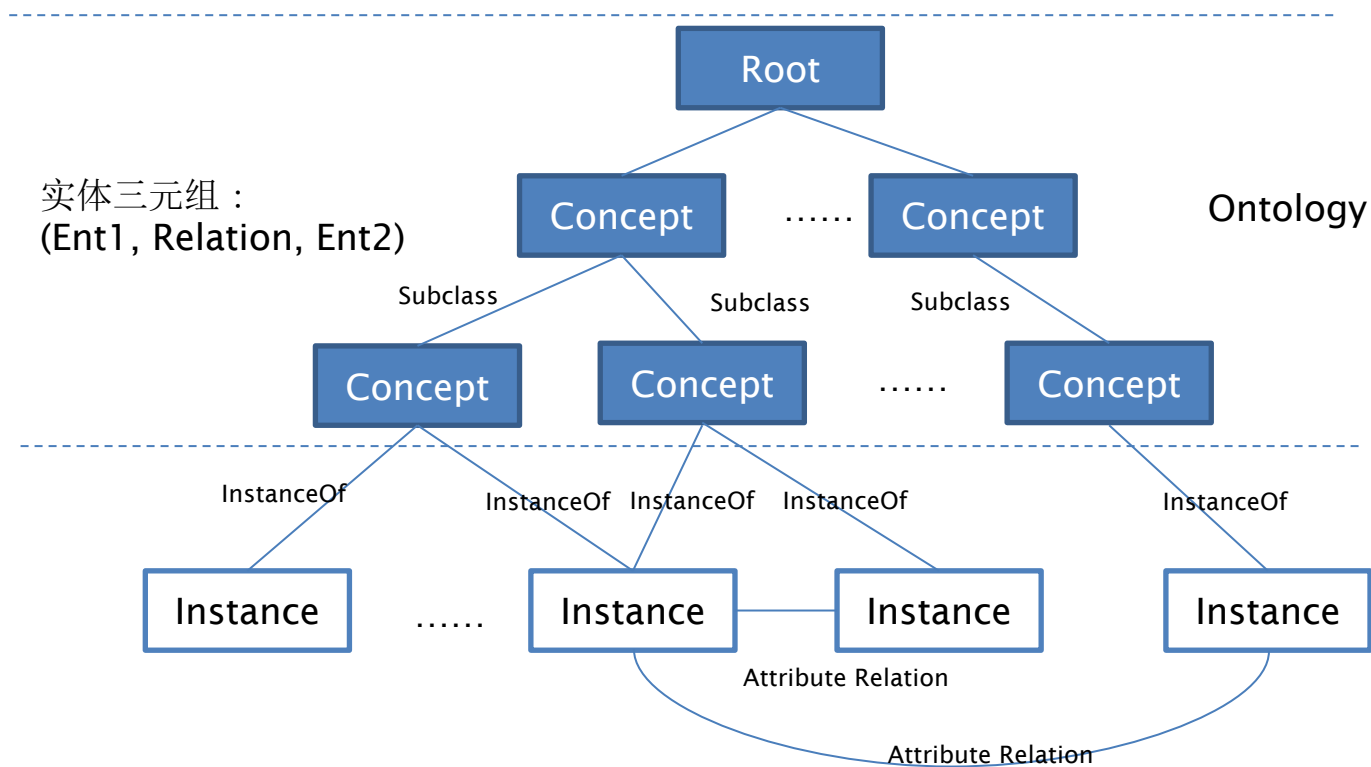 Root
实体三元组：
(Ent1, Relation, Ent2)
Concept
……
Concept
Ontology
Subclass
Subclass
Subclass
Concept
Concept
……
Concept
InstanceOf
InstanceOf
InstanceOf
InstanceOf
InstanceOf
Instance
……
Instance
Instance
Instance
Attribute Relation
Attribute Relation